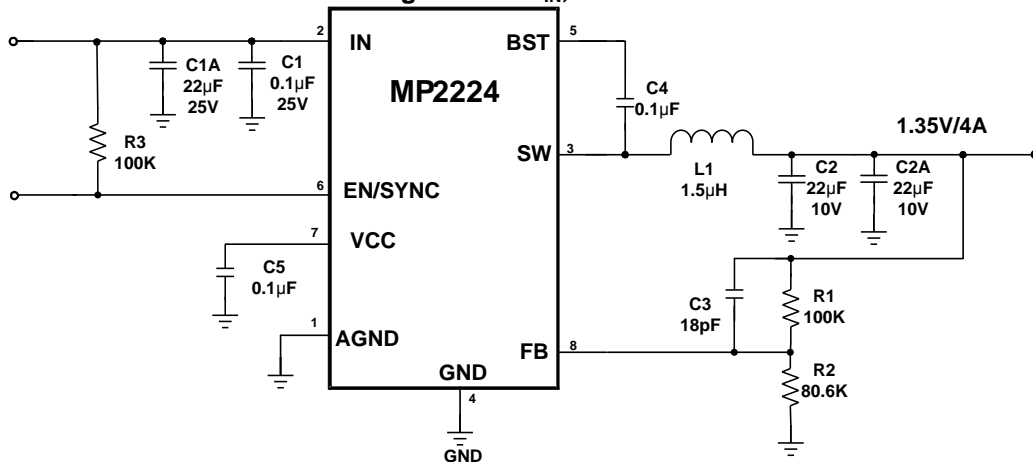 2
IN
BST
5
C1A
22µF
25V
C1
0.1µF
25V
MP2224
C4
0.1µF
1.35V/4A
R3
100K
SW
3
L1
1.5µH
C2
22µF
10V
C2A
22µF
10V
6
EN/SYNC
7
VCC
C5
0.1µF
C3
18pF
R1
100K
1
AGND
FB
8
R2
80.6K
GND
4
GND